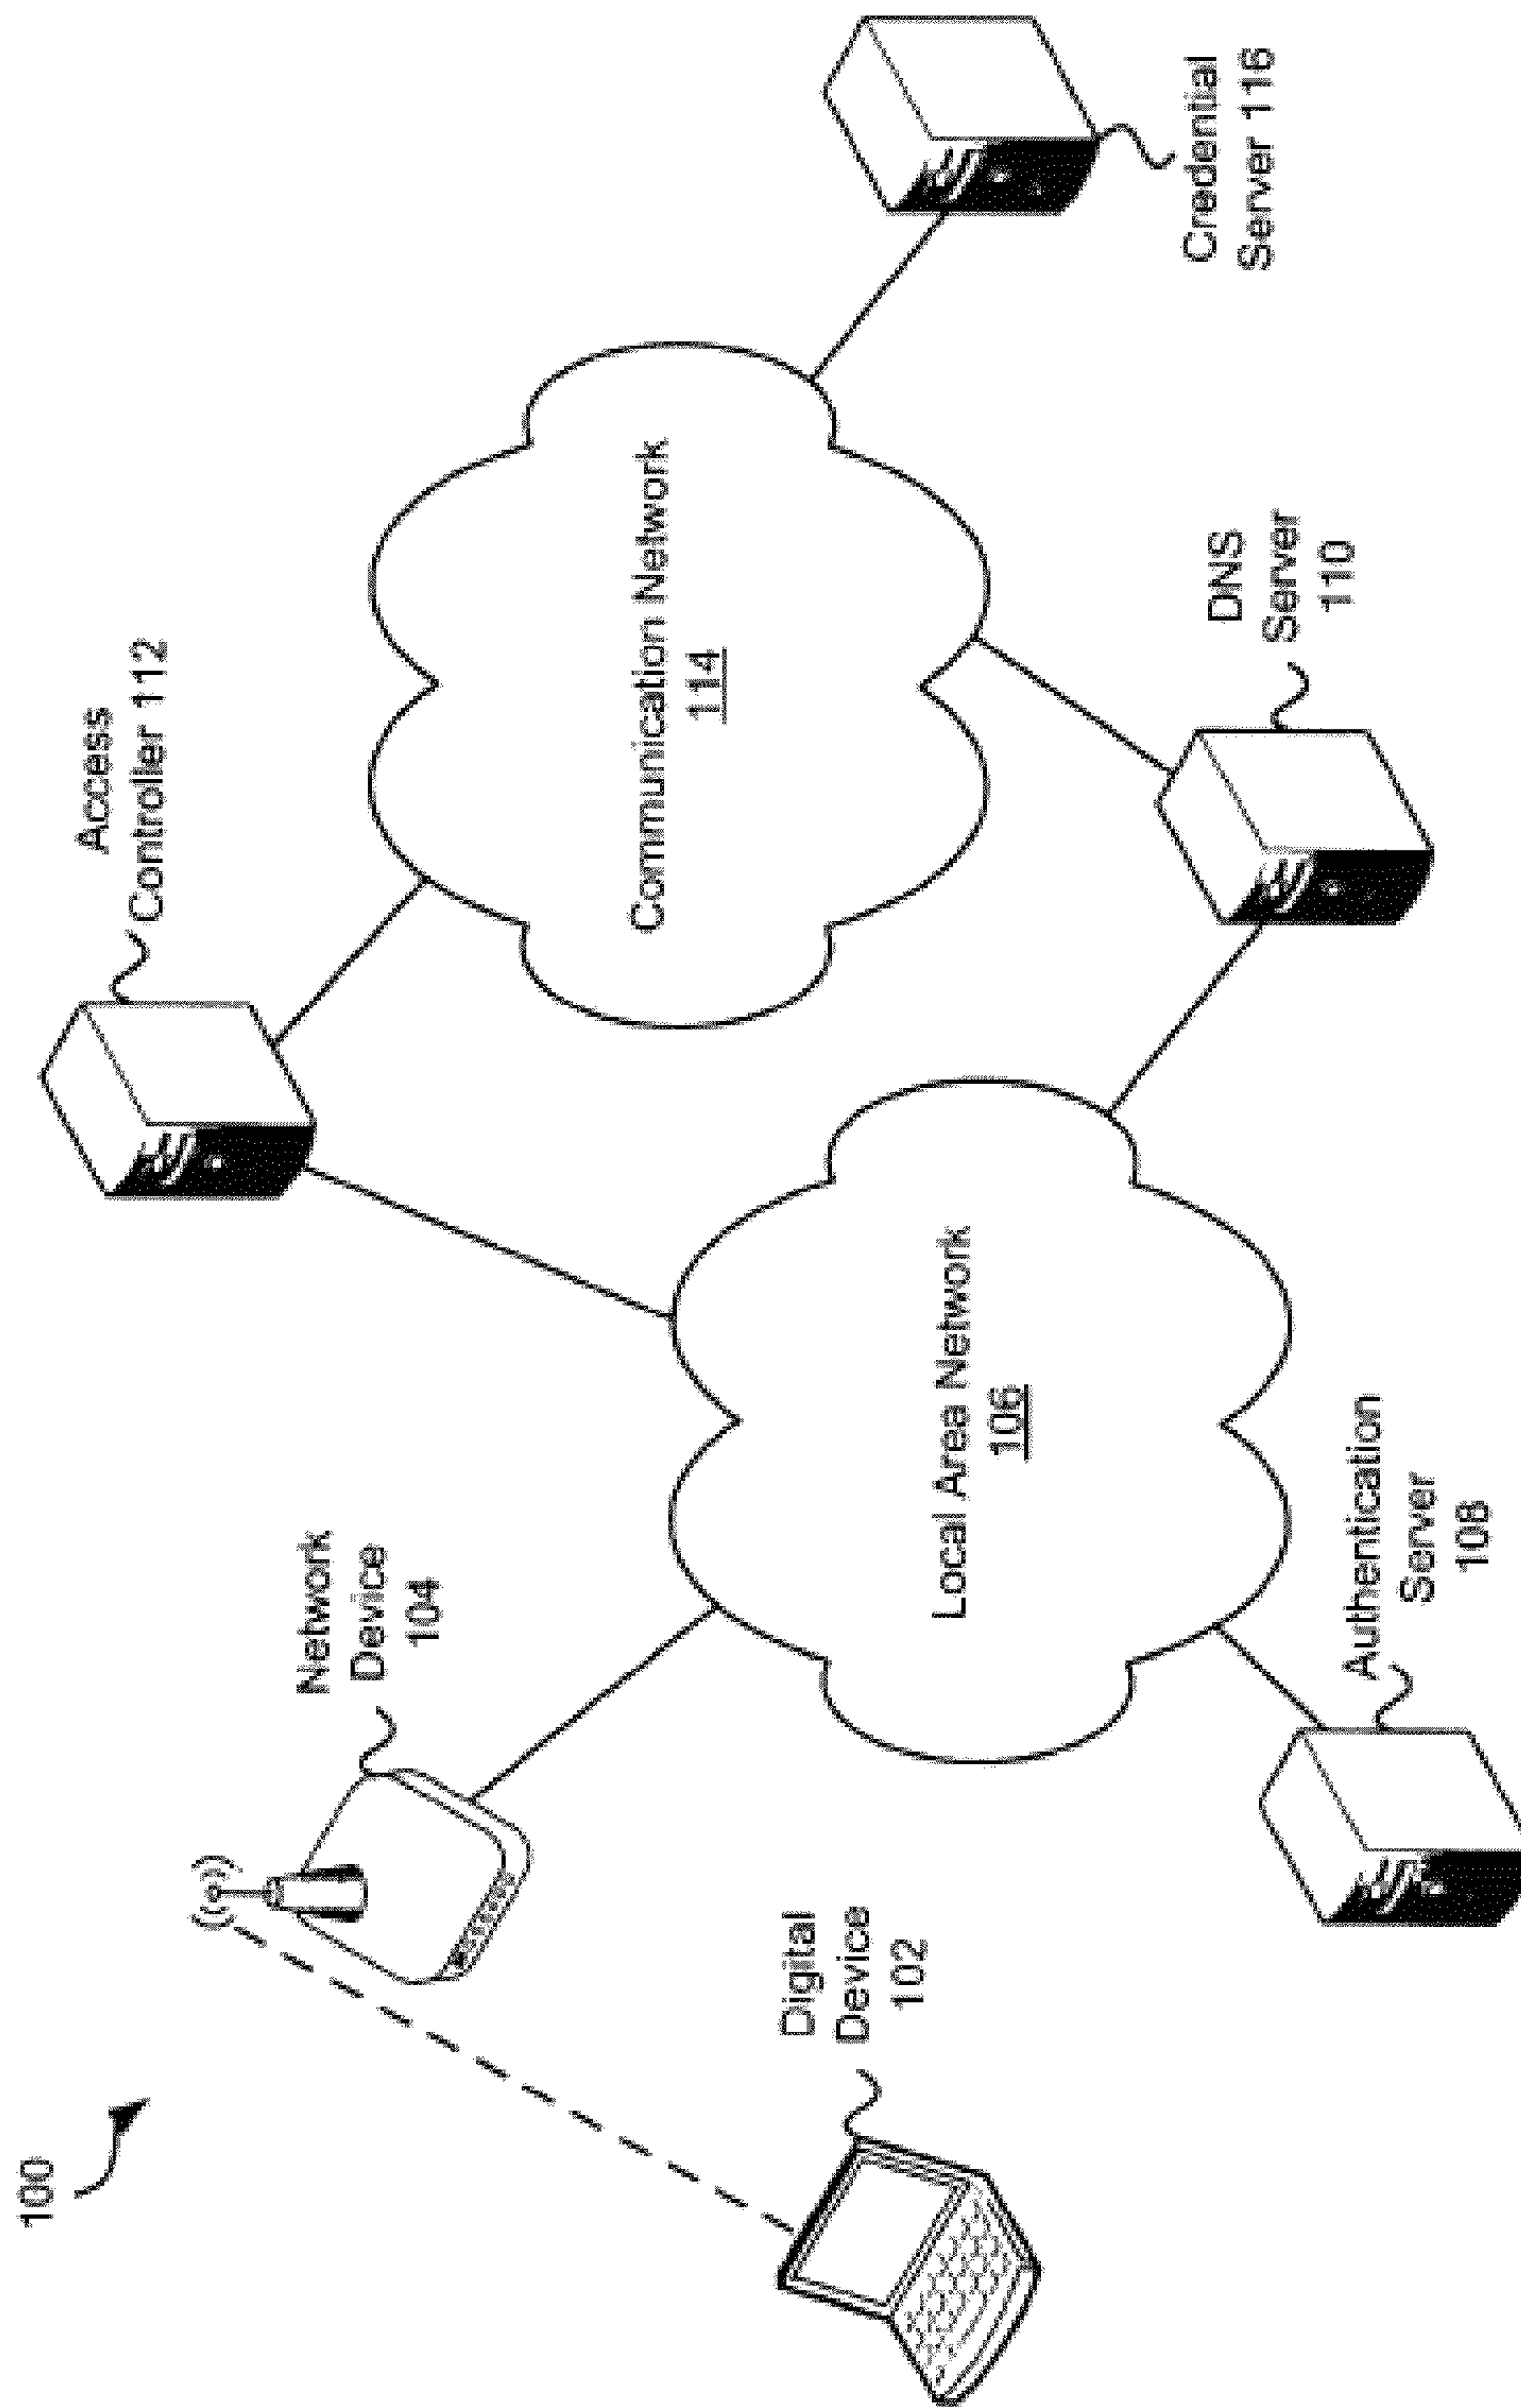 100
Digital
Device
102
Network
Device
104
Access
Controller 112
Local Area Network
106
Communication Network
114
Authentication
Server
108
DNS
Server
110
Credential
Server 116